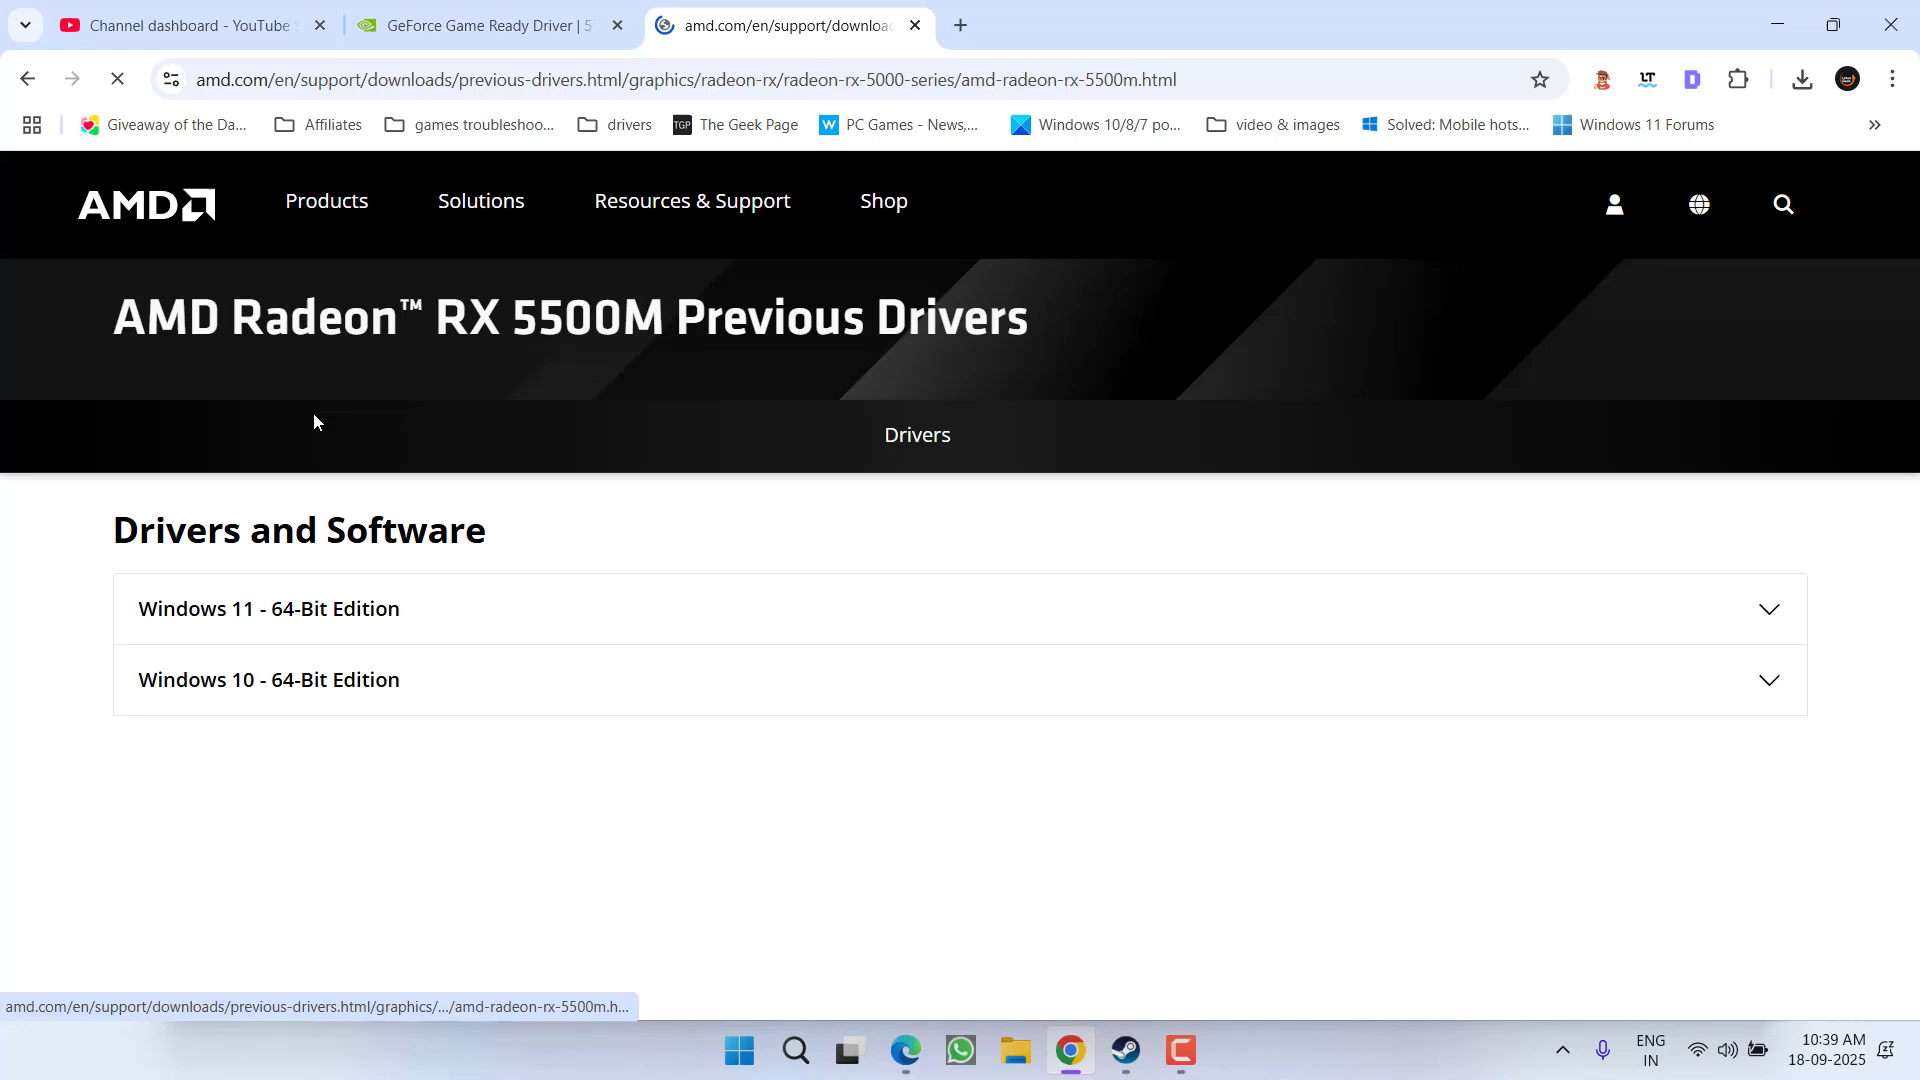 Channel dashboard - YouTube S
GeForce Game Ready Driver | 5
amd.com/en/support/downloa
amd.com/en/support/downloads/previous-drivers.html/graphics/radeon-rx/radeon-rx-5000-series/amd-radeon-rx-5500m.html
LT
Giveaway of the Da...
Affiliates
games troubleshoo...
drivers
TGP The Geek Page
W PC Games - News,...
Windows 10/8/7 po...
video & images
Solved: Mobile hots...
Windows 11 Forums
AMD
Products
Solutions
Resources & Support
Shop
AMD Radeon™ RX 5500M Previous Drivers
Drivers
Drivers and Software
Windows 11 - 64-Bit Edition
Windows 10 - 64-Bit Edition
amd.com/en/support/downloads/previous-drivers.html/graphics/.../amd-radeon-rx-5500m.h...
ENG
IN
10:39 AM
18-09-2025